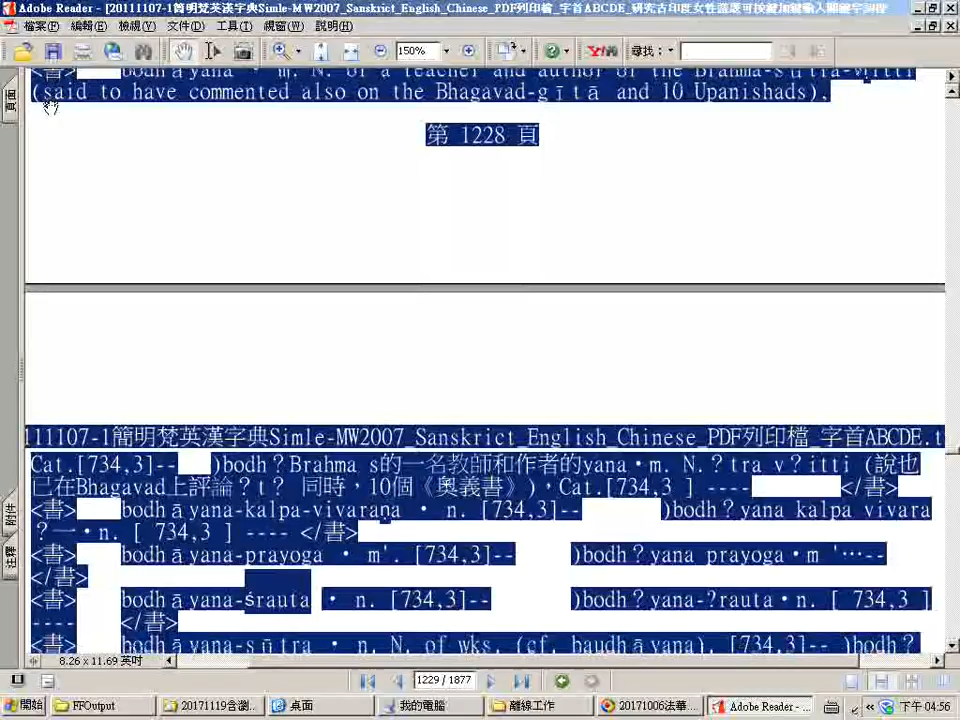 Adobe Reader - [20111107-1簡明梵英漢字典Simle-MW2007_Sanskrict_English_Chinese_PDF列印檔_字首ABCDE_研究古印度女性
檔案(F) 編輯(E) 檢視(V) 文件(D) 工具(T) 視窗(W) 說明(H)
150% 尋找：
頁面
<書> bodhāyana ‧ m. N. of a teacher and author of the Brahma-sūtra-vṛitti
(said to have commented also on the Bhagavad-gītā and 10 Upanishads),
第 1228 頁
111107-1簡明梵英漢字典Simle-MW2007_Sanskrict_English_Chinese_PDF列印檔_字首ABCDE.t
Cat.[734,3]-- )bodh？Brahma s的一名教師和作者的yana‧m. N.？tra v？itti (說也
已在Bhagavad上評論？t？ 同時，10個《奧義書》)，Cat.[734,3 ] ---- </書>
<書> bodhāyana-kalpa-vivaraṇa ‧ n. [734,3]-- )bodh？yana kalpa vivara
？一‧n. [ 734,3 ] ---- </書>
<書> bodhāyana-prayoga ‧ m'. [734,3]-- )bodh？yana prayoga‧m '…--
</書>
<書> bodhāyana-śrauta ‧ n. [734,3]-- )bodh？yana-?rauta‧n. [ 734,3 ]
---- </書>
<書> bodhāyana-sūtra ‧ n. N. of wks. (cf. baudhāyana). [734,3]-- )bodh？
附件
注釋
8.26 x 11.69 英吋
1229 / 1877
開始 FFOutput 20171119含瀏... 桌面 我的電腦 離線工作 20171006法華... Adobe Reader - [... 下午 04:56